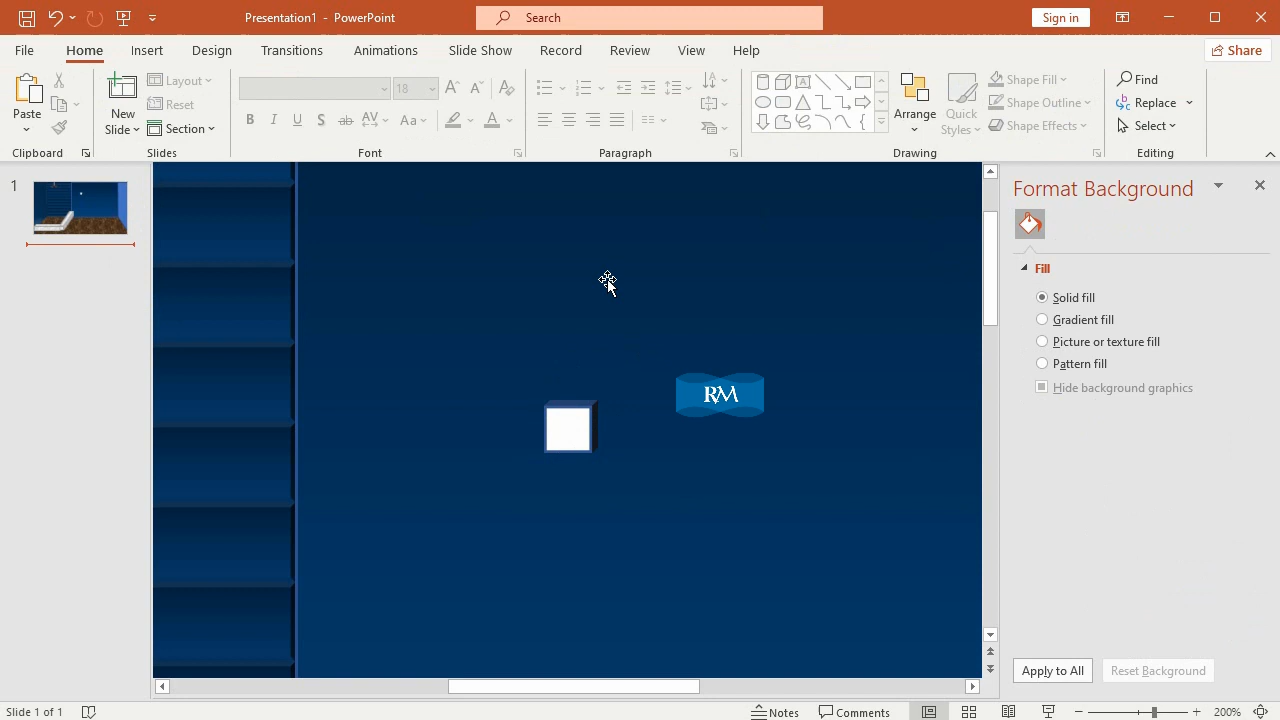 Presentation1 - PowerPoint
Search
Sign in
File
Home
Insert
Design
Transitions
Animations
Slide Show
Record
Review
View
Help
Share
Paste
New
Slide
Layout
Reset
Section
18
Arrange
Quick
Styles
Shape Fill
Shape Outline
Shape Effects
Find
Replace
Select
Clipboard
Slides
Font
Paragraph
Drawing
Editing
1
RM
Format Background
Fill
Solid fill
Gradient fill
Picture or texture fill
Pattern fill
Hide background graphics
Apply to All
Reset Background
Slide 1 of 1
Notes
Comments
200%